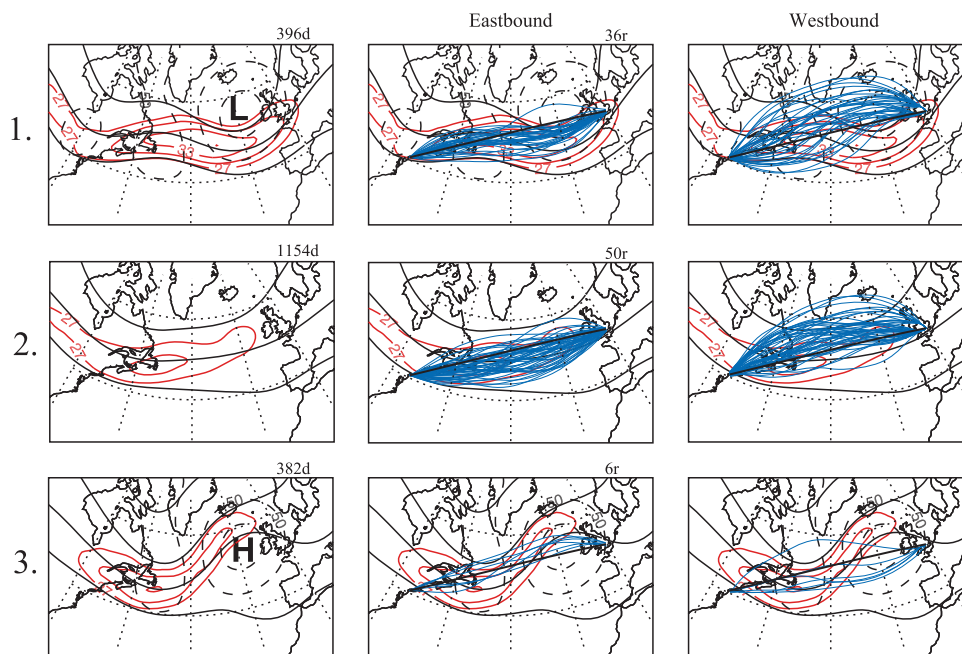 Eastbound Westbound
396d 36r
1.
27 27 33 27 L
1154d 50r
2.
27 27
382d 6r
3.
50 50 H